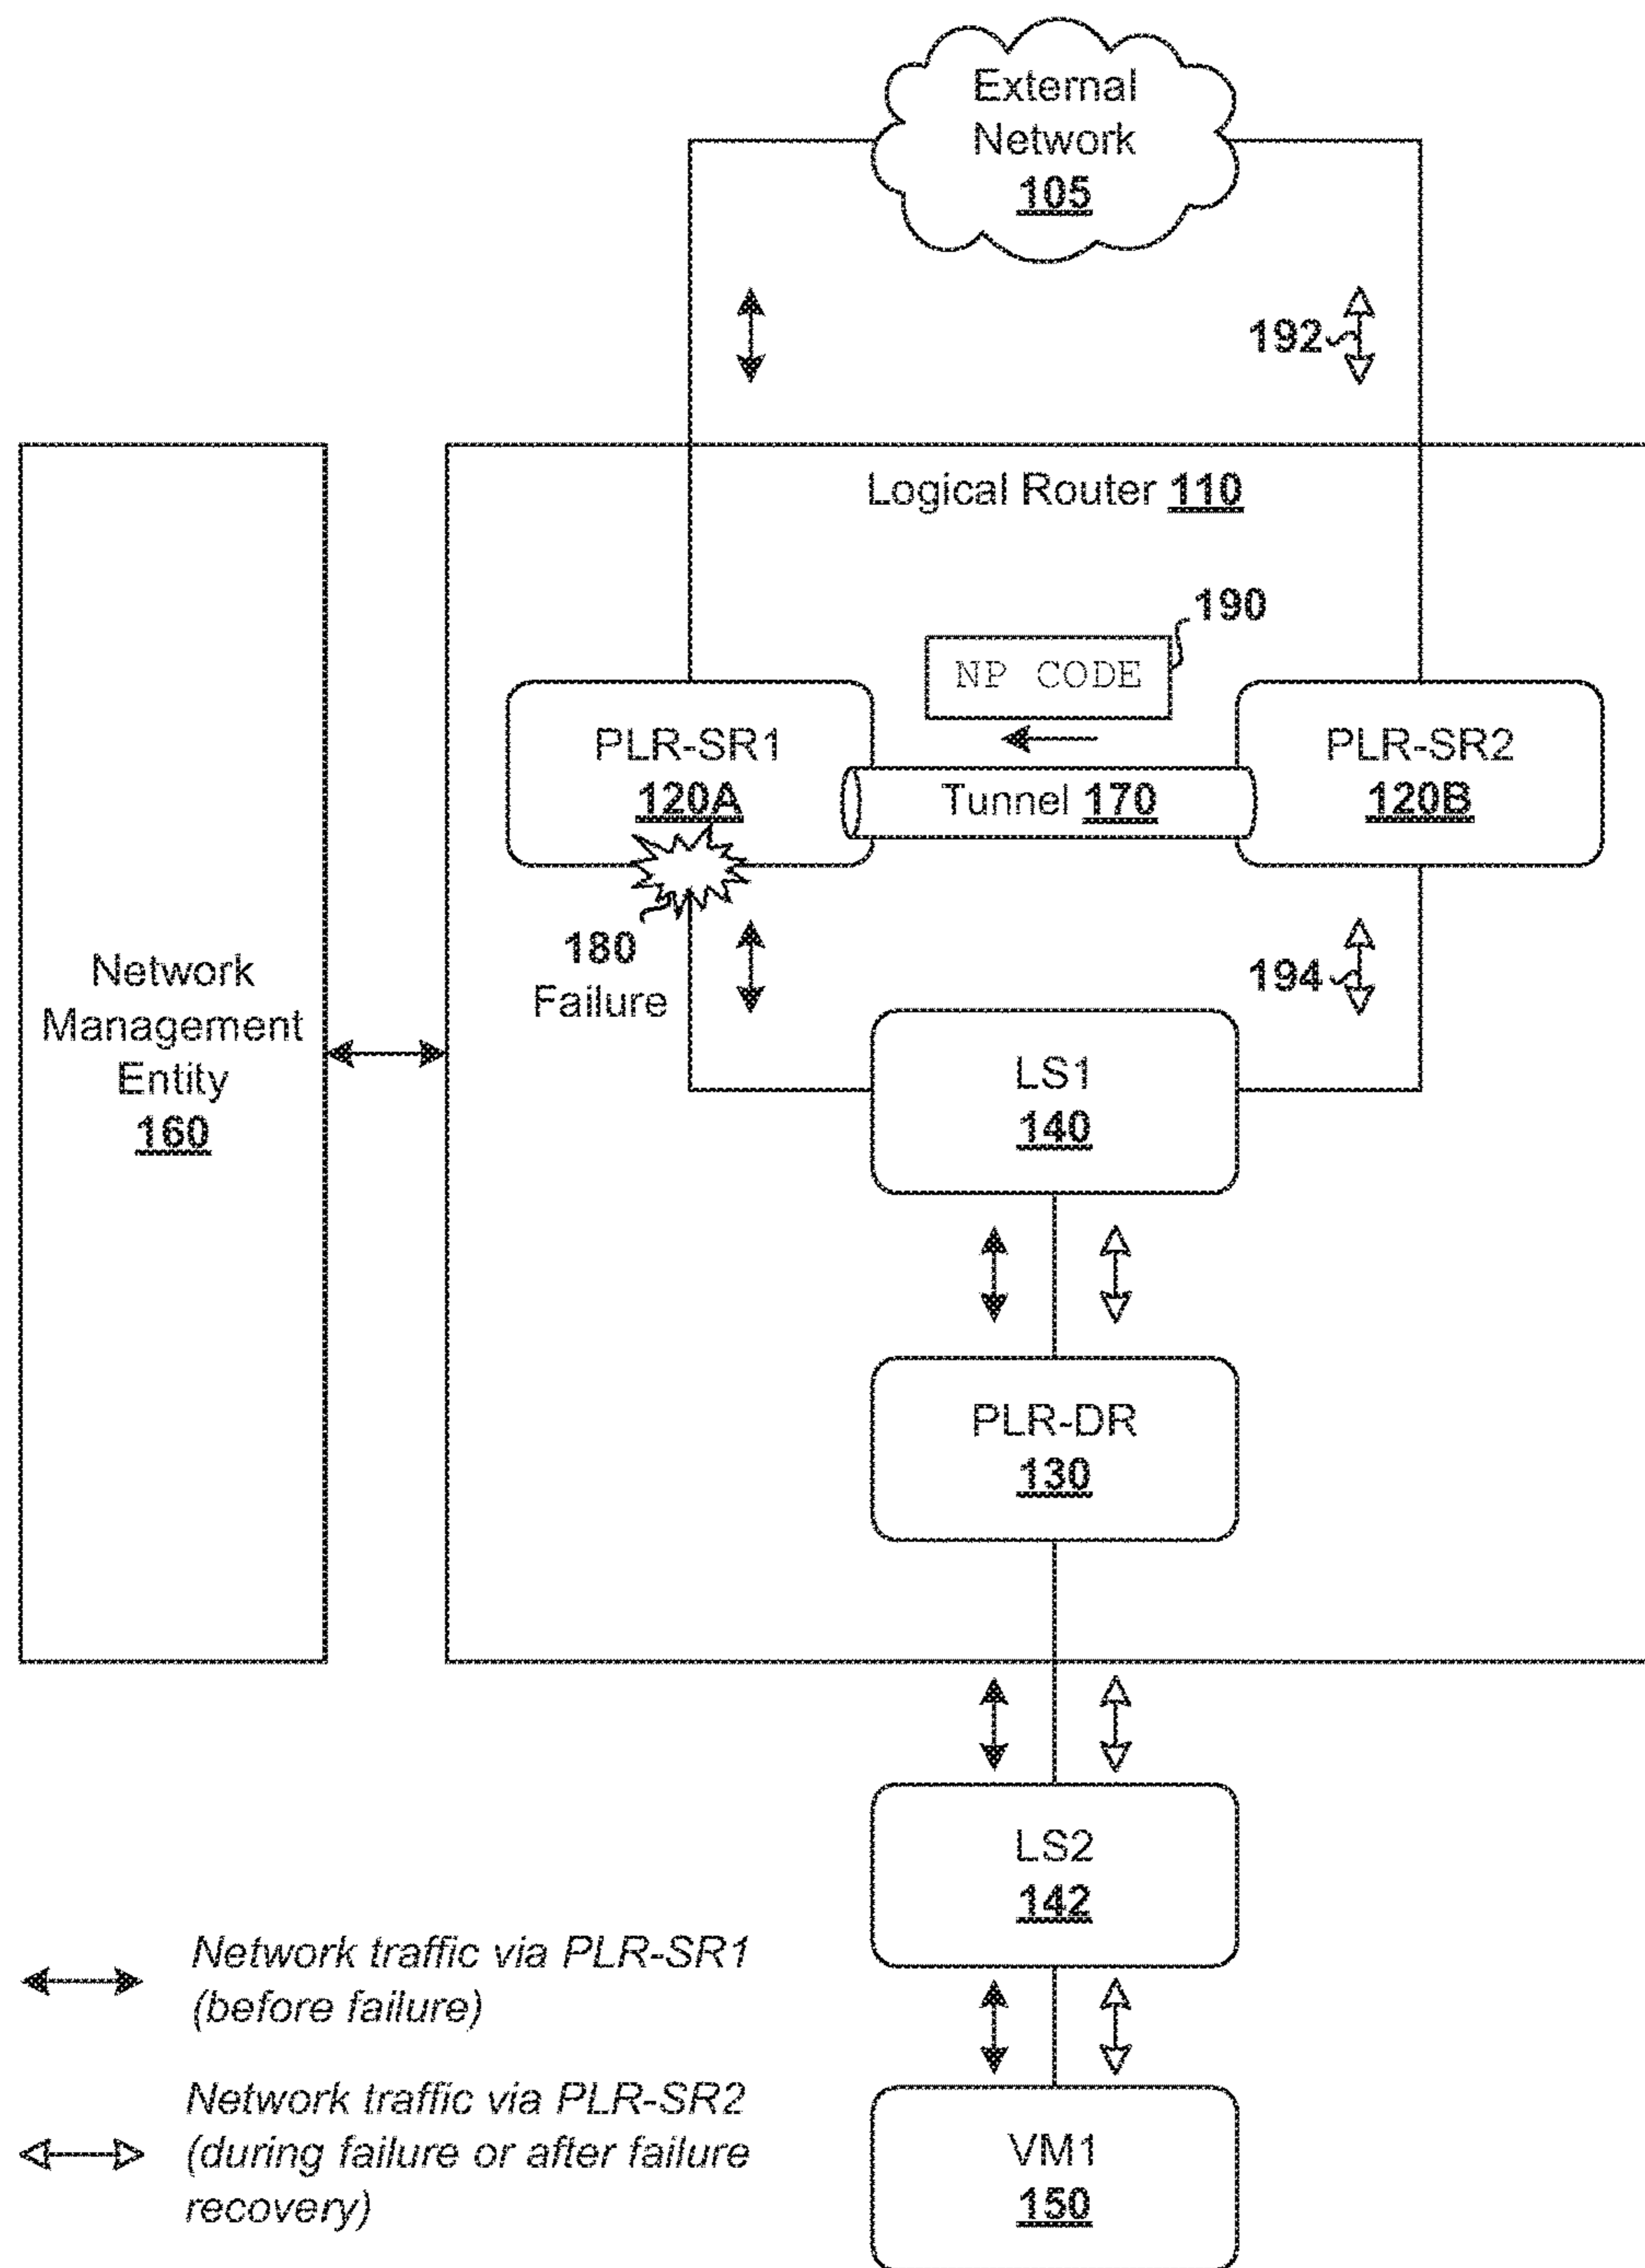 External
Network
105
192
Logical Router 110
190
NP CODE
PLR-SR1
120A
Tunnel 170
PLR-SR2
120B
180
Failure
194
Network
Management
Entity
160
LS1
140
PLR-DR
130
LS2
142
Network traffic via PLR-SR1
(before failure)
Network traffic via PLR-SR2
(during failure or after failure
recovery)
VM1
150